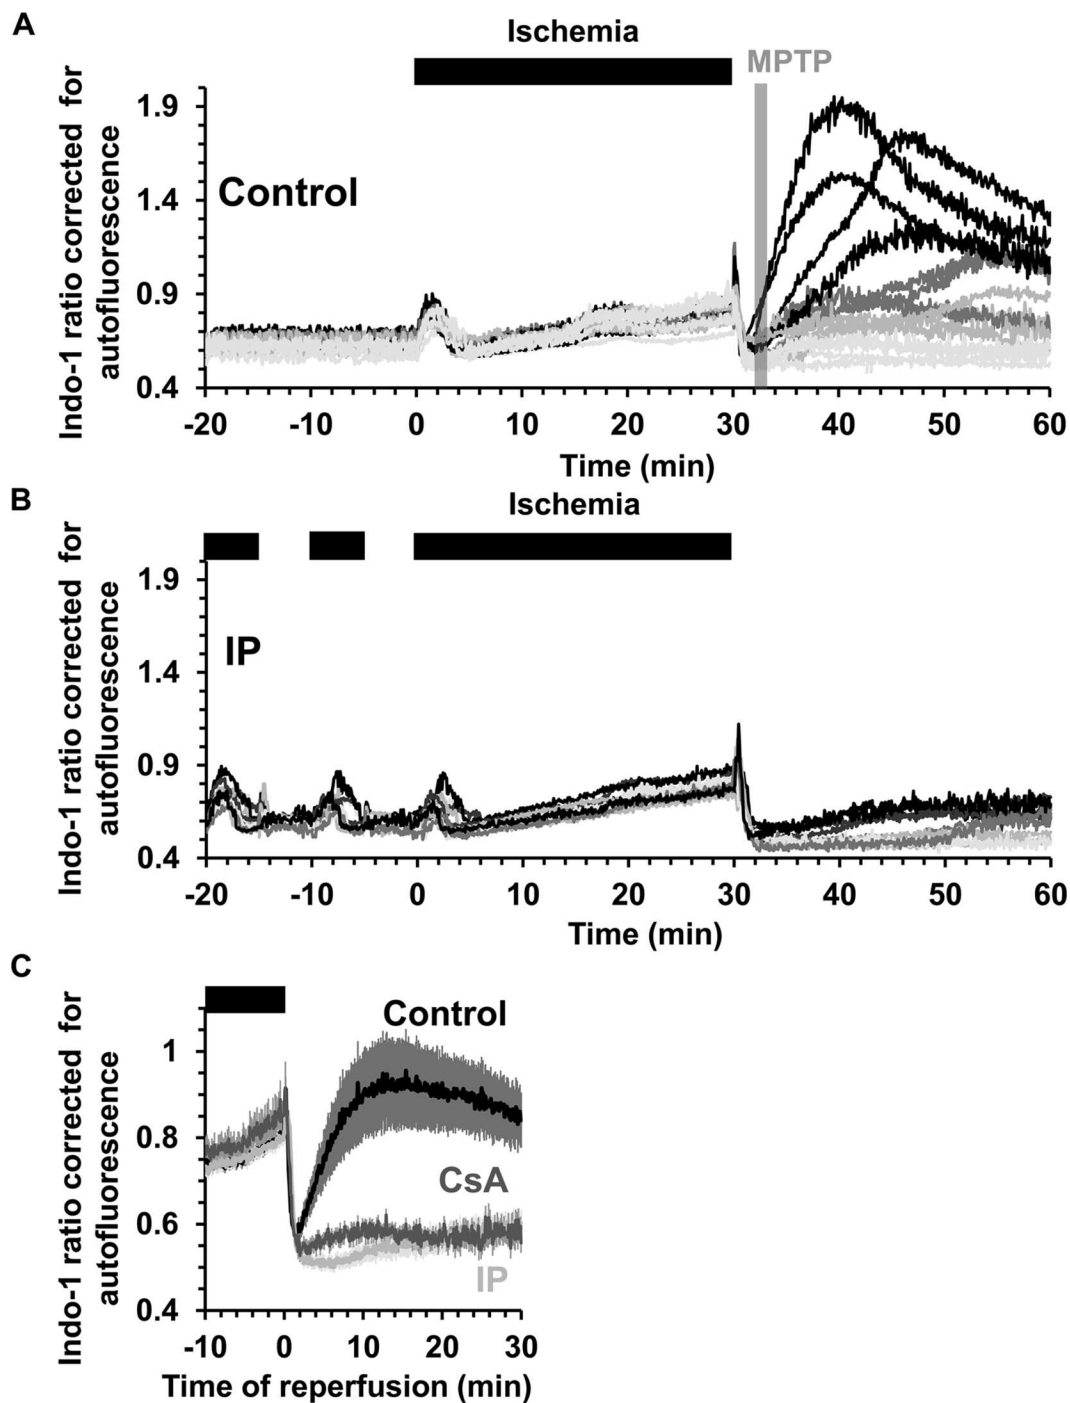 A
Ischemia
MPTP
Indo-1 ratio corrected for
autofluorescence
1.9
1.4
0.9
0.4
Control
-20 -10 0 10 20 30 40 50 60
Time (min)
B
Ischemia
Indo-1 ratio corrected for
autofluorescence
1.9
1.4
0.9
0.4
IP
-20 -10 0 10 20 30 40 50 60
Time (min)
C
Indo-1 ratio corrected for
autofluorescence
1
0.8
0.6
0.4
Control
CsA
IP
-10 0 10 20 30
Time of reperfusion (min)